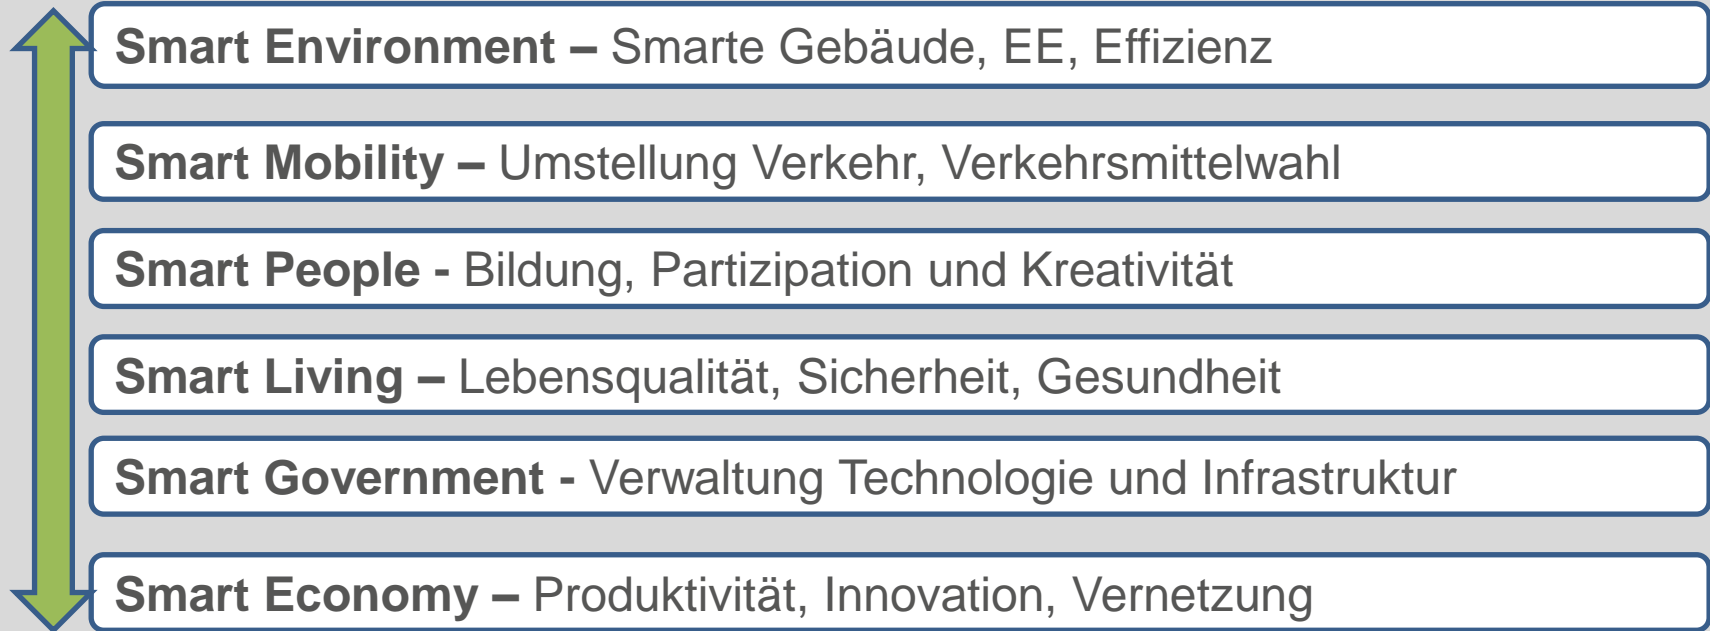 Smart Environment – Smarte Gebäude, EE, Effizienz
Smart Mobility – Umstellung Verkehr, Verkehrsmittelwahl
Smart People - Bildung, Partizipation und Kreativität
Smart Living – Lebensqualität, Sicherheit, Gesundheit
Smart Government - Verwaltung Technologie und Infrastruktur
Smart Economy – Produktivität, Innovation, Vernetzung